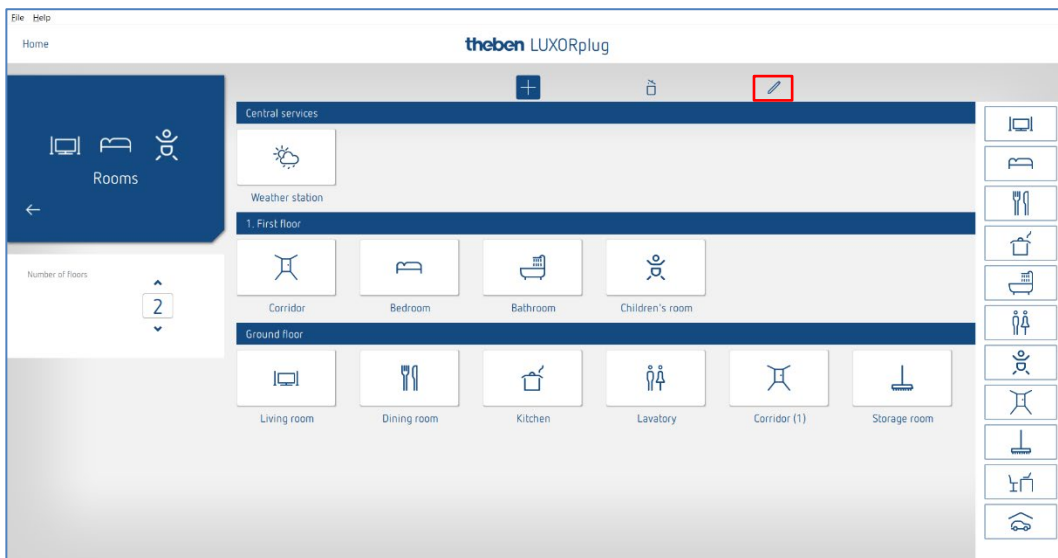 File Help
Home
theben LUXORplug
Central services
Rooms
Weather station
1. First floor
Number of floors
2
Corridor Bedroom Bathroom Children's room
Ground floor
Living room Dining room Kitchen Lavatory Corridor (1) Storage room